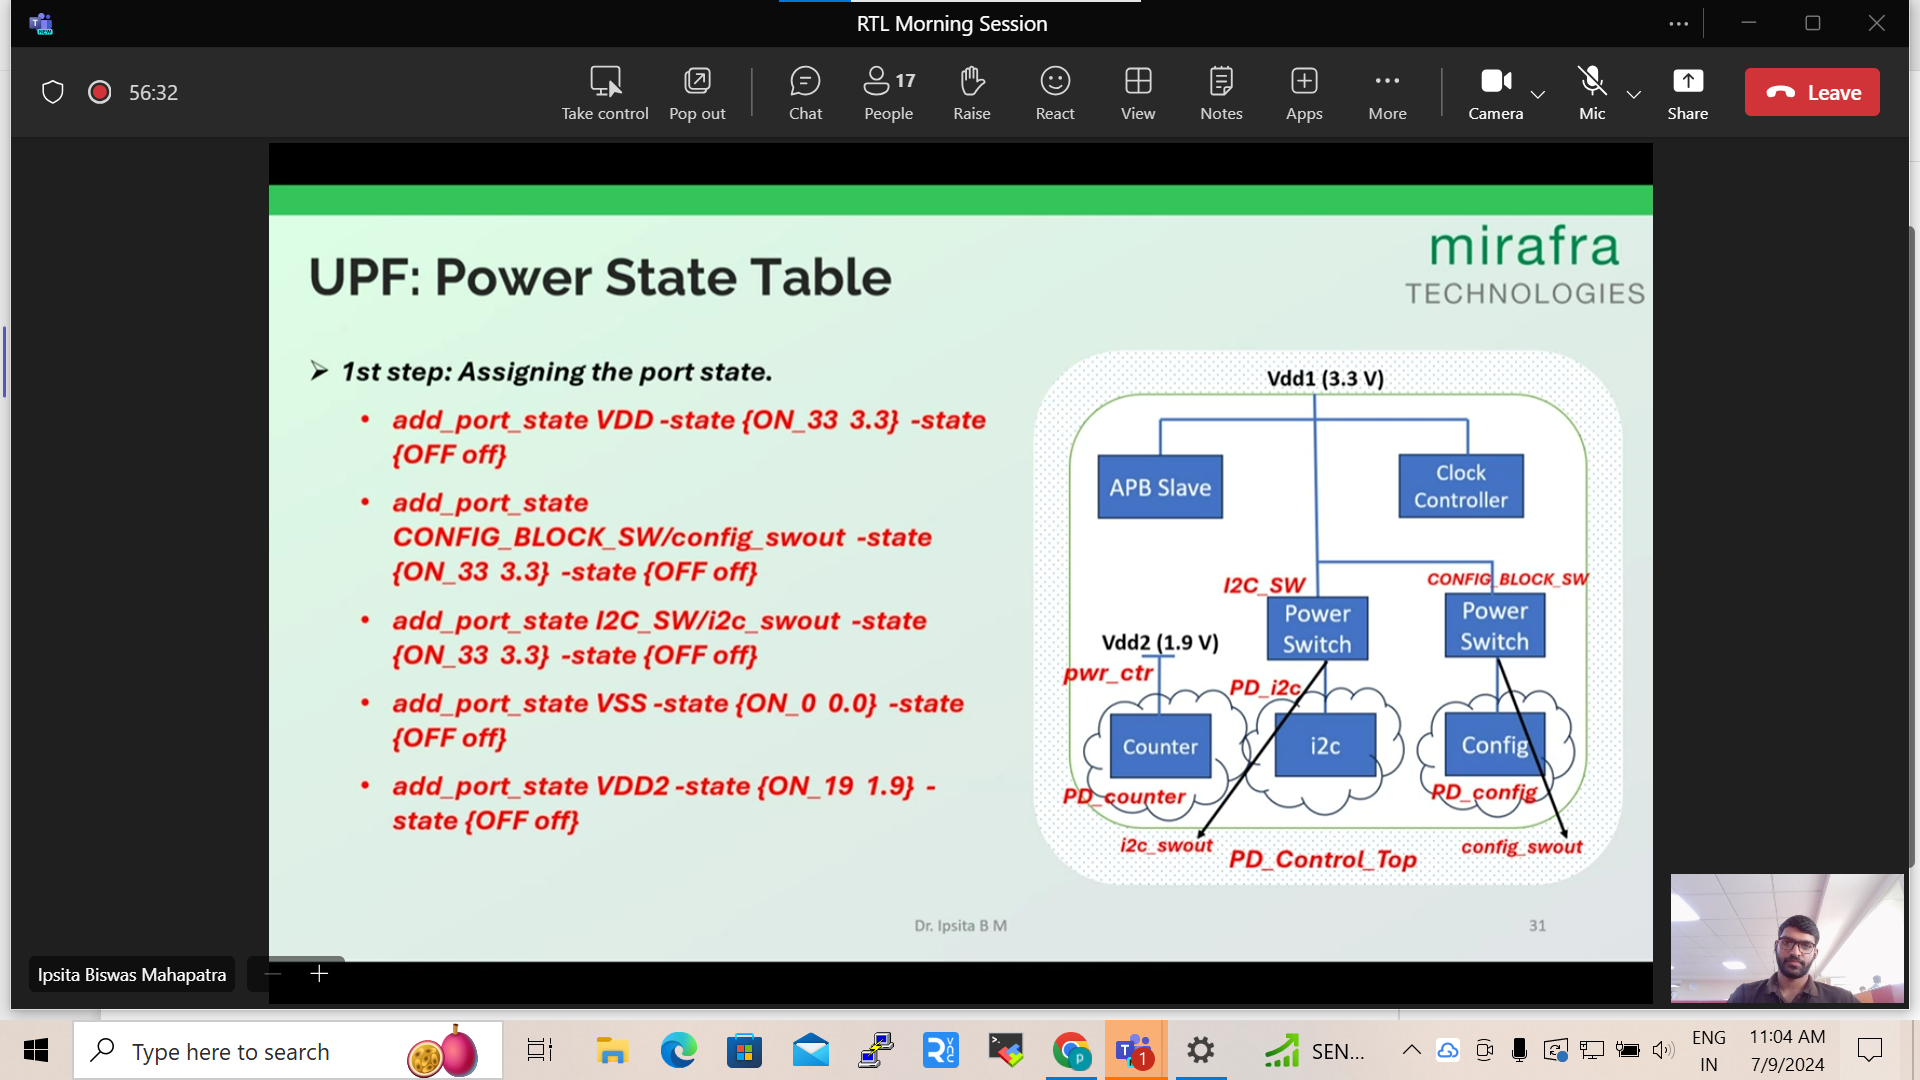 RTL Morning Session
56:32
Take control
Pop out
Chat
17
People
Raise
React
View
Notes
Apps
More
Camera
Mic
Share
Leave
mirafra
TECHNOLOGIES
UPF: Power State Table
1st step: Assigning the port state.
• add_port_state VDD -state {ON_33 3.3} -state
{OFF off}
• add_port_state
CONFIG_BLOCK_SW/config_swout -state
{ON_33 3.3} -state {OFF off}
• add_port_state I2C_SW/i2c_swout -state
{ON_33 3.3} -state {OFF off}
• add_port_state VSS -state {ON_0 0.0} -state
{OFF off}
• add_port_state VDD2 -state {ON_19 1.9} -
state {OFF off}
Vdd1 (3.3 V)
APB Slave
Clock
Controller
I2C_SW
CONFIG_BLOCK_SW
Power
Switch
Power
Switch
Vdd2 (1.9 V)
pwr_ctr
PD_i2c
Counter
i2c
Config
PD_counter
PD_config
i2c_swout
PD_Control_Top
config_swout
Dr. Ipsita B M
31
Ipsita Biswas Mahapatra
Type here to search
SEN...
ENG
IN
11:04 AM
7/9/2024